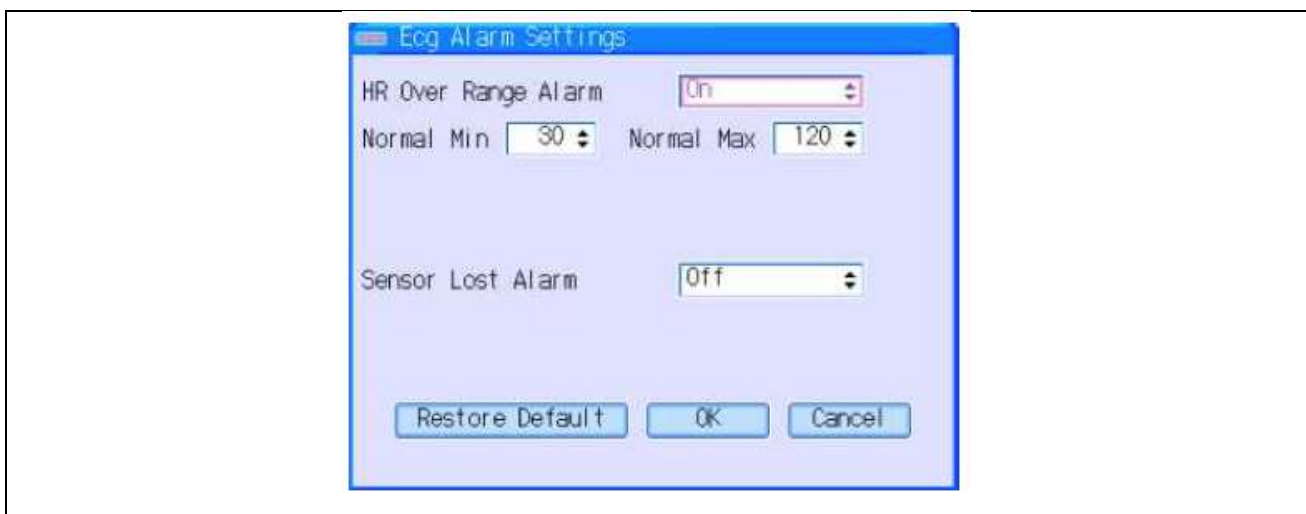 Ecg Alarm Settings
HR Over Range Alarm On
Normal Min 30 Normal Max 120
Sensor Lost Alarm Off
Restore Default OK Cancel